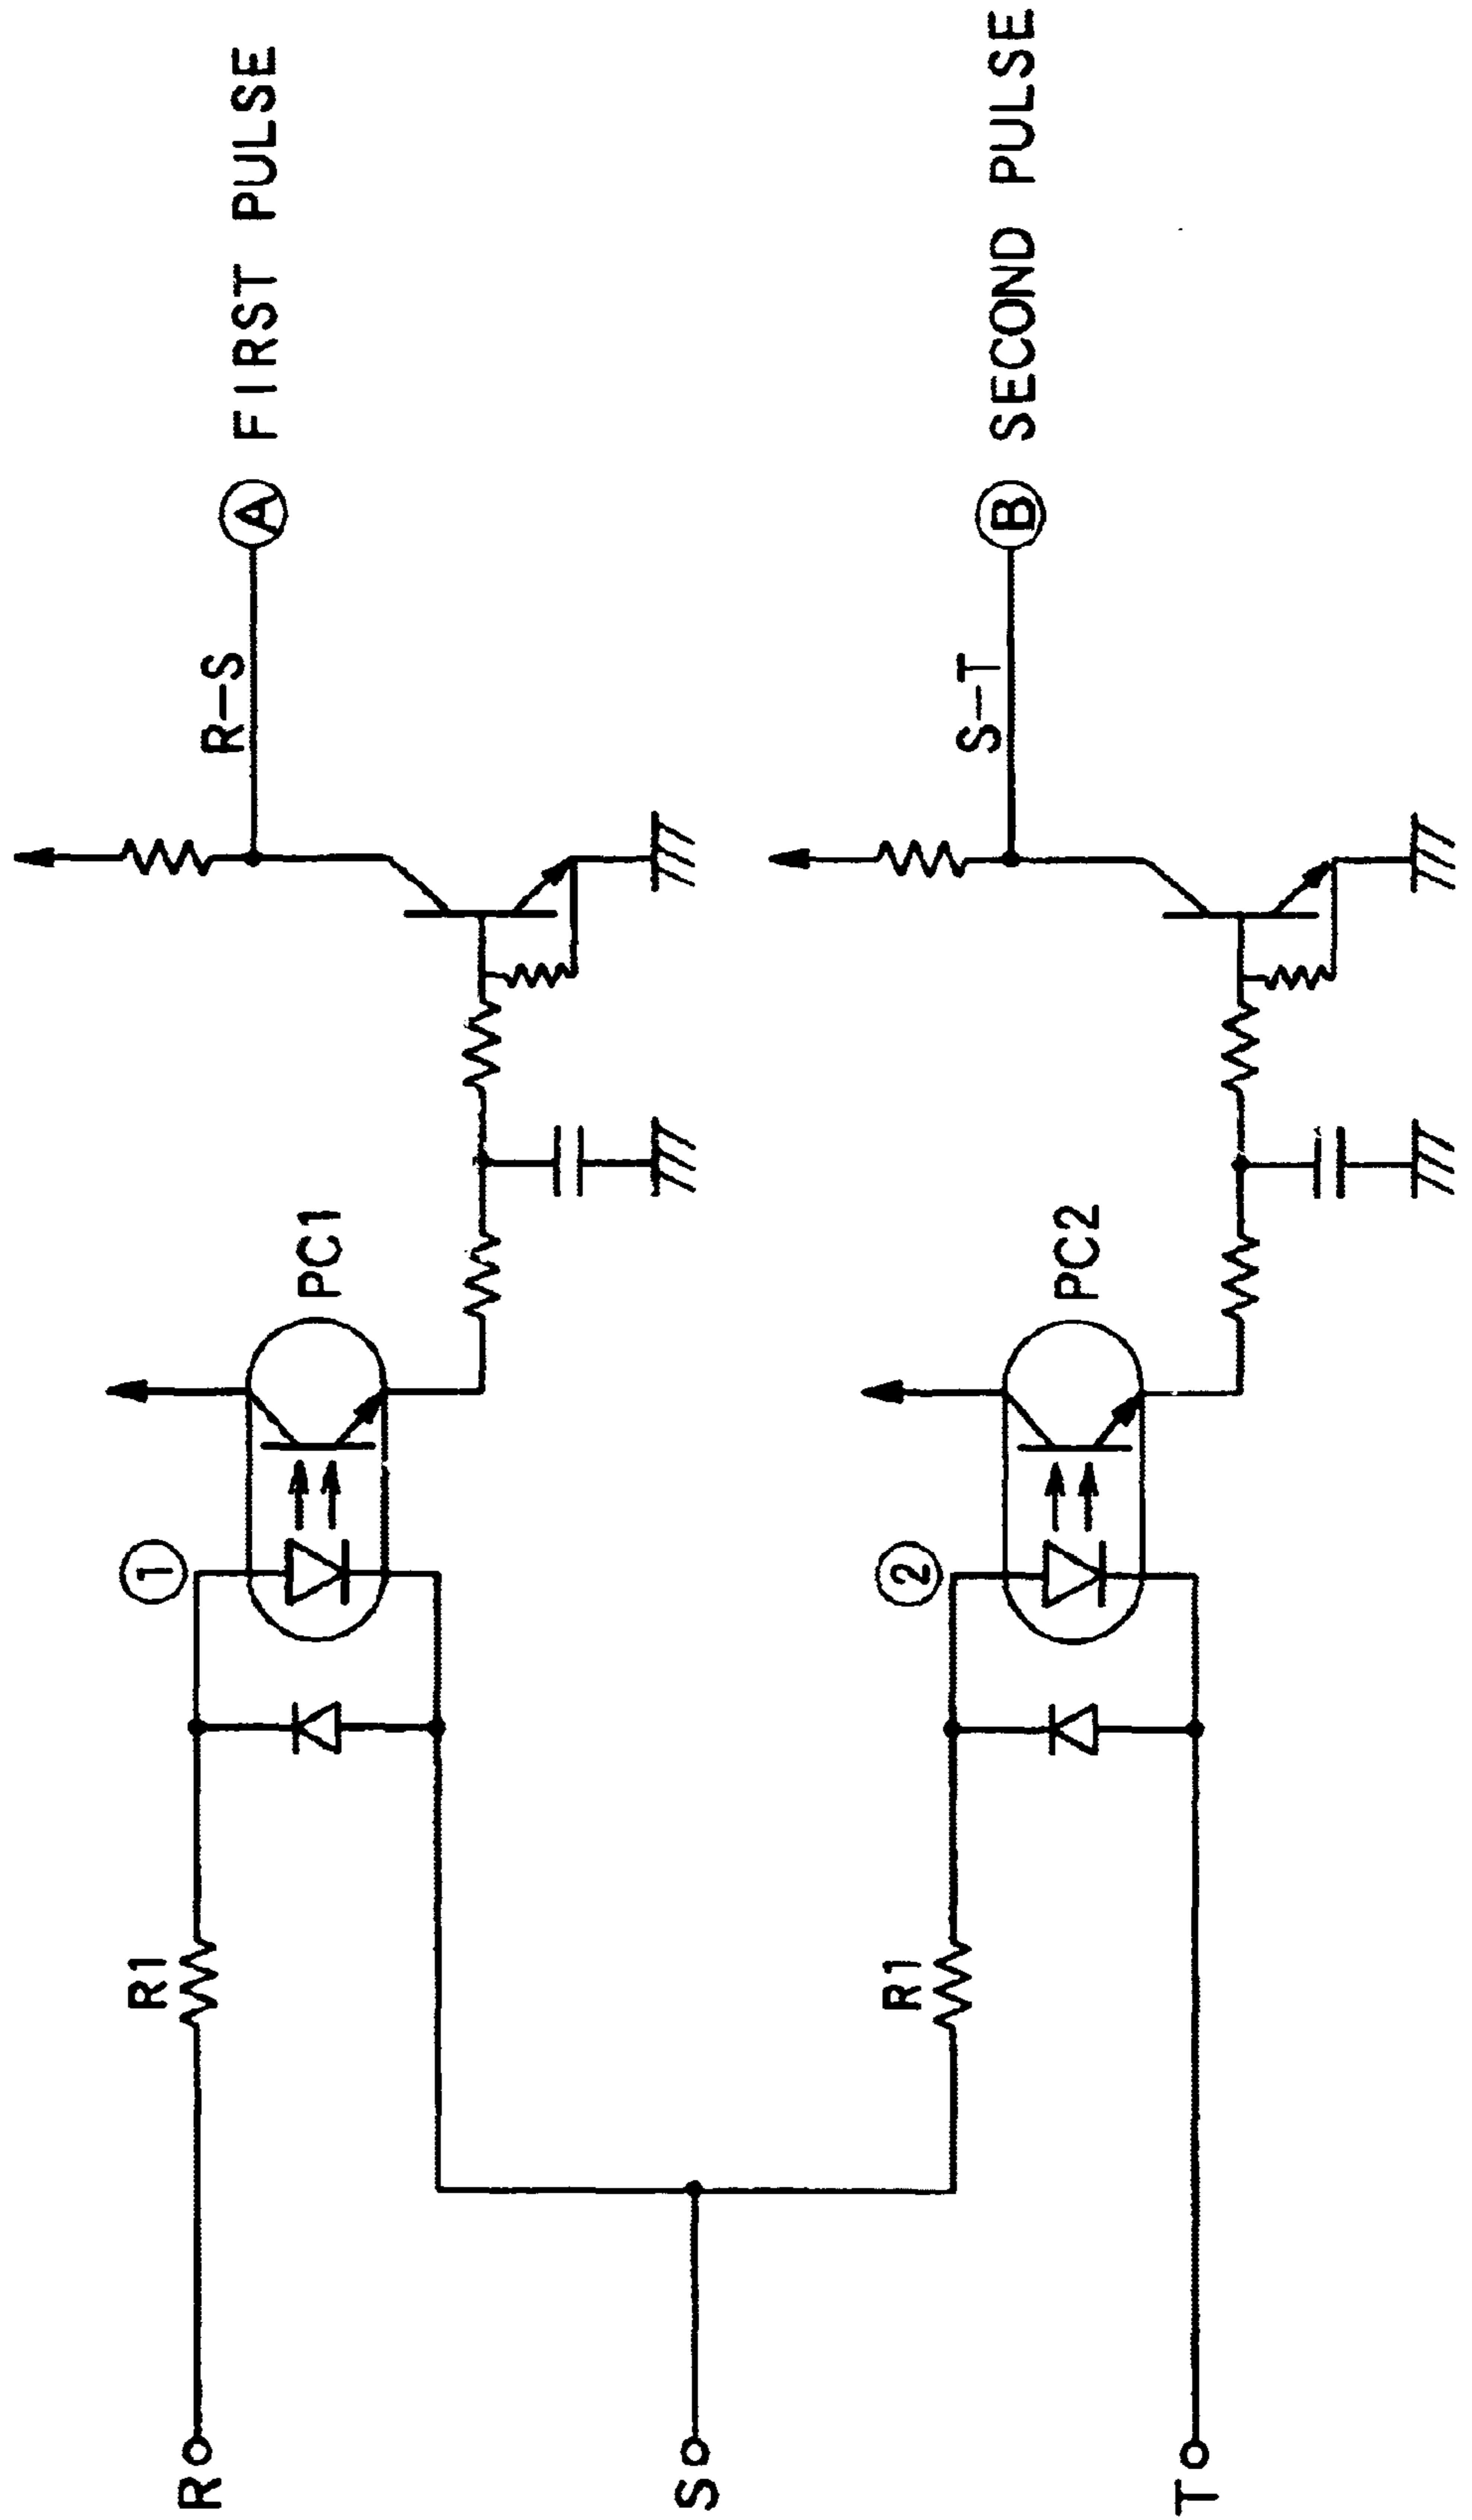 R
S
T
R1
R1
1
2
PC1
PC2
R-S
S-T
A FIRST PULSE
B SECOND PULSE